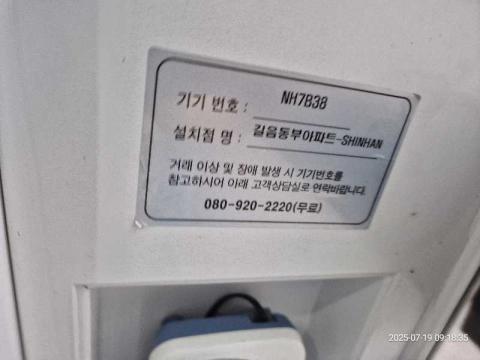 기기 번호 : NH7B38
설치점 명 : 길음동부아파트-SHINHAN
거래 이상 및 장애 발생 시 기기번호를
참고하시어 아래 고객상담실로 연락바랍니다.
080-920-2220(무료)
2025-07-19 09:18:35